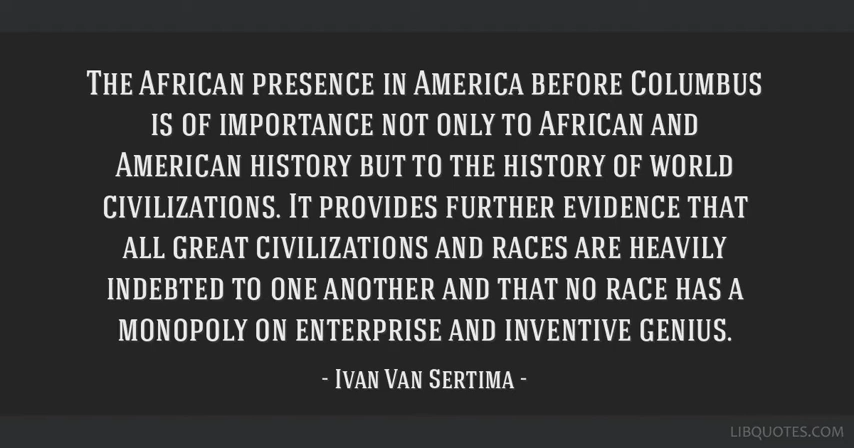 The African presence in America before Columbus
is of importance not only to African and
American history but to the history of world
civilizations. It provides further evidence that
all great civilizations and races are heavily
indebted to one another and that no race has a
monopoly on enterprise and inventive genius.
- Ivan Van Sertima -
LIBQUOTES.COM